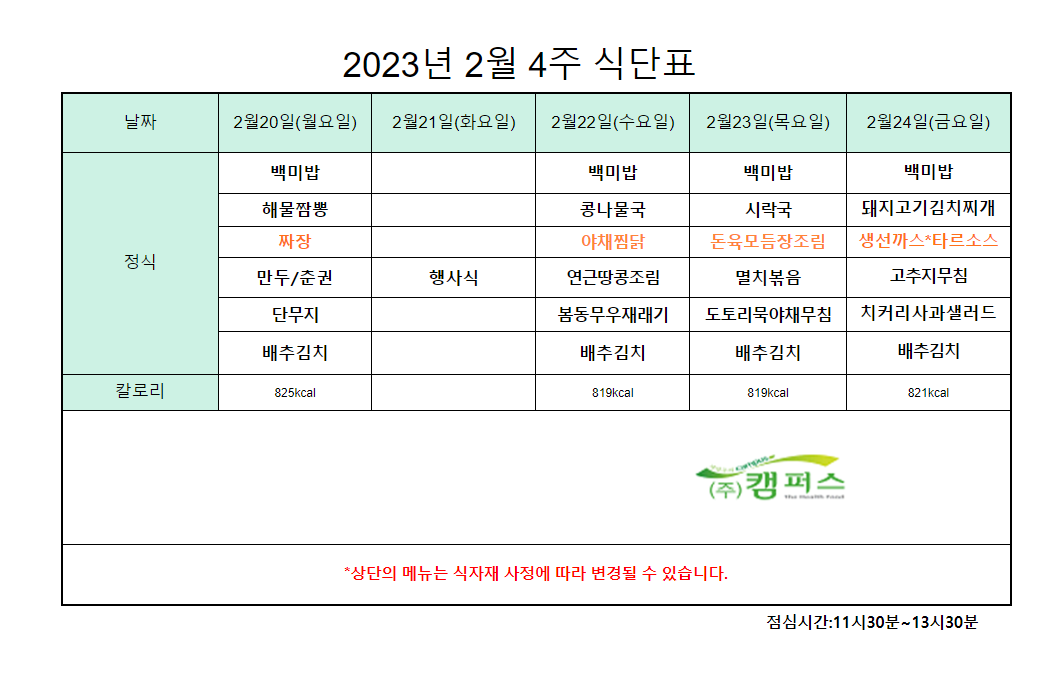 2023년 2월 4주 식단표
날짜 2월20일(월요일) 2월21일(화요일) 2월22일(수요일) 2월23일(목요일) 2월24일(금요일)
정식
백미밥 백미밥 백미밥 백미밥
해물짬뽕 콩나물국 시락국 돼지고기김치찌개
짜장 야채찜닭 돈육모듬장조림 생선까스*타르소스
만두/춘권 행사식 연근땅콩조림 멸치볶음 고추지무침
단무지 봄동무우재래기 도토리묵야채무침 치커리사과샐러드
배추김치 배추김치 배추김치 배추김치
칼로리 825kcal 819kcal 819kcal 821kcal
campus
(주)캠퍼스
The Health Food
*상단의 메뉴는 식자재 사정에 따라 변경될 수 있습니다.
점심시간:11시30분~13시30분